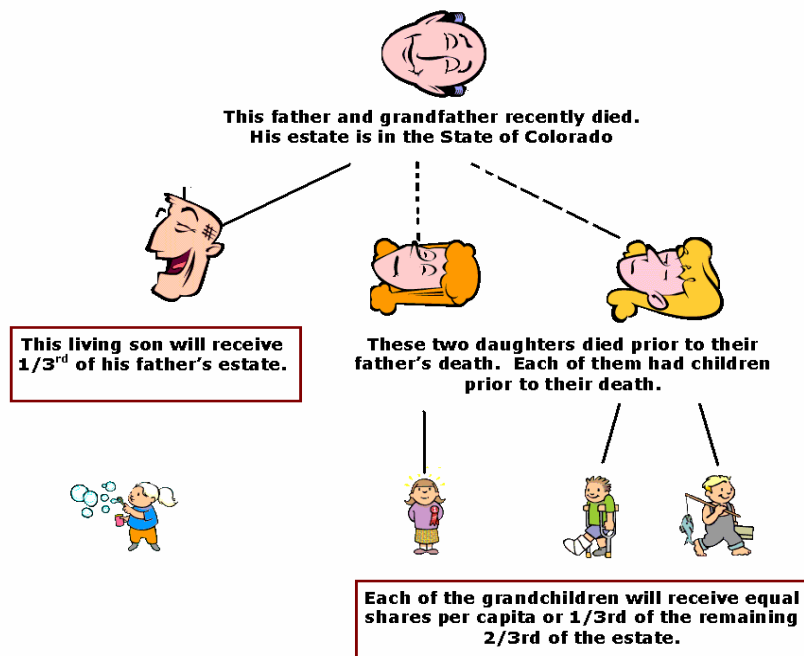 This father and grandfather recently died.
His estate is in the State of Colorado
This living son will receive
1/3rd of his father's estate.
These two daughters died prior to their
father's death. Each of them had children
prior to their death.
Each of the grandchildren will receive equal
shares per capita or 1/3rd of the remaining
2/3rd of the estate.